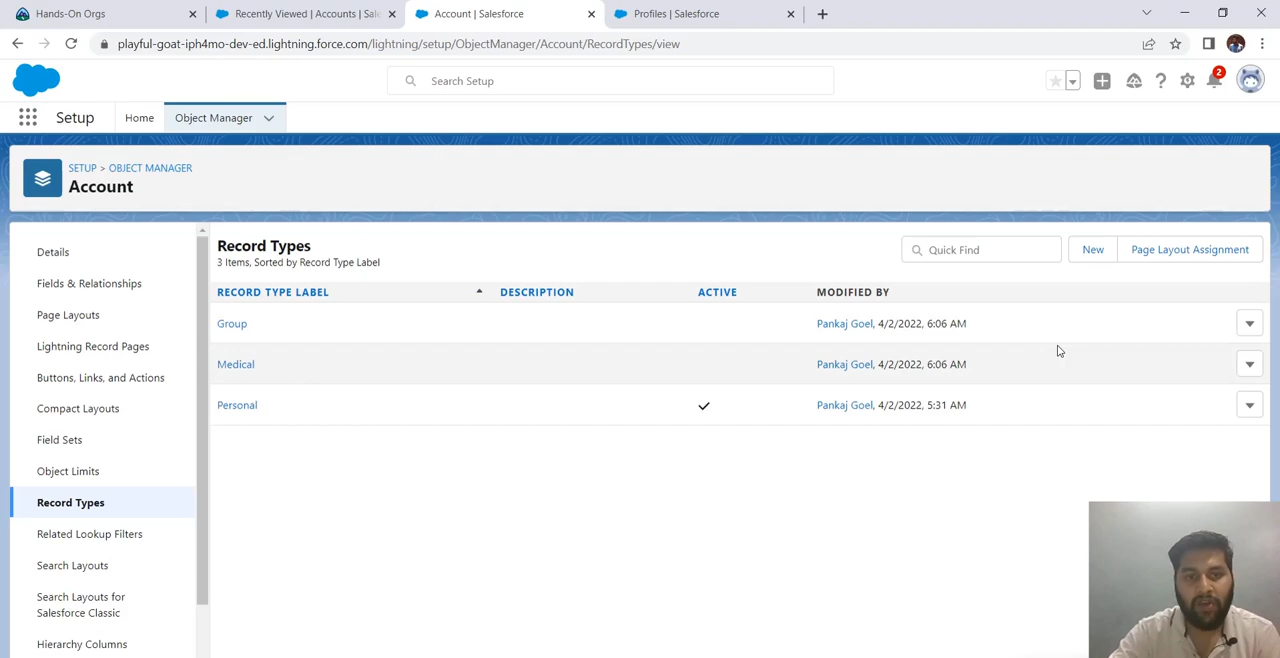 Hands-On Orgs
Recently Viewed | Accounts | Sale
Account | Salesforce
Profiles | Salesforce
playful-goat-iph4mo-dev-ed.lightning.force.com/lightning/setup/ObjectManager/Account/RecordTypes/view
Search Setup
2
Setup
Home
Object Manager
SETUP > OBJECT MANAGER
Account
Details
Fields & Relationships
Page Layouts
Lightning Record Pages
Buttons, Links, and Actions
Compact Layouts
Field Sets
Object Limits
Record Types
Related Lookup Filters
Search Layouts
Search Layouts for
Salesforce Classic
Hierarchy Columns
Record Types
3 Items, Sorted by Record Type Label
Quick Find
New
Page Layout Assignment
RECORD TYPE LABEL DESCRIPTION ACTIVE MODIFIED BY
Group Pankaj Goel, 4/2/2022, 6:06 AM
Medical Pankaj Goel, 4/2/2022, 6:06 AM
Personal Pankaj Goel, 4/2/2022, 5:31 AM